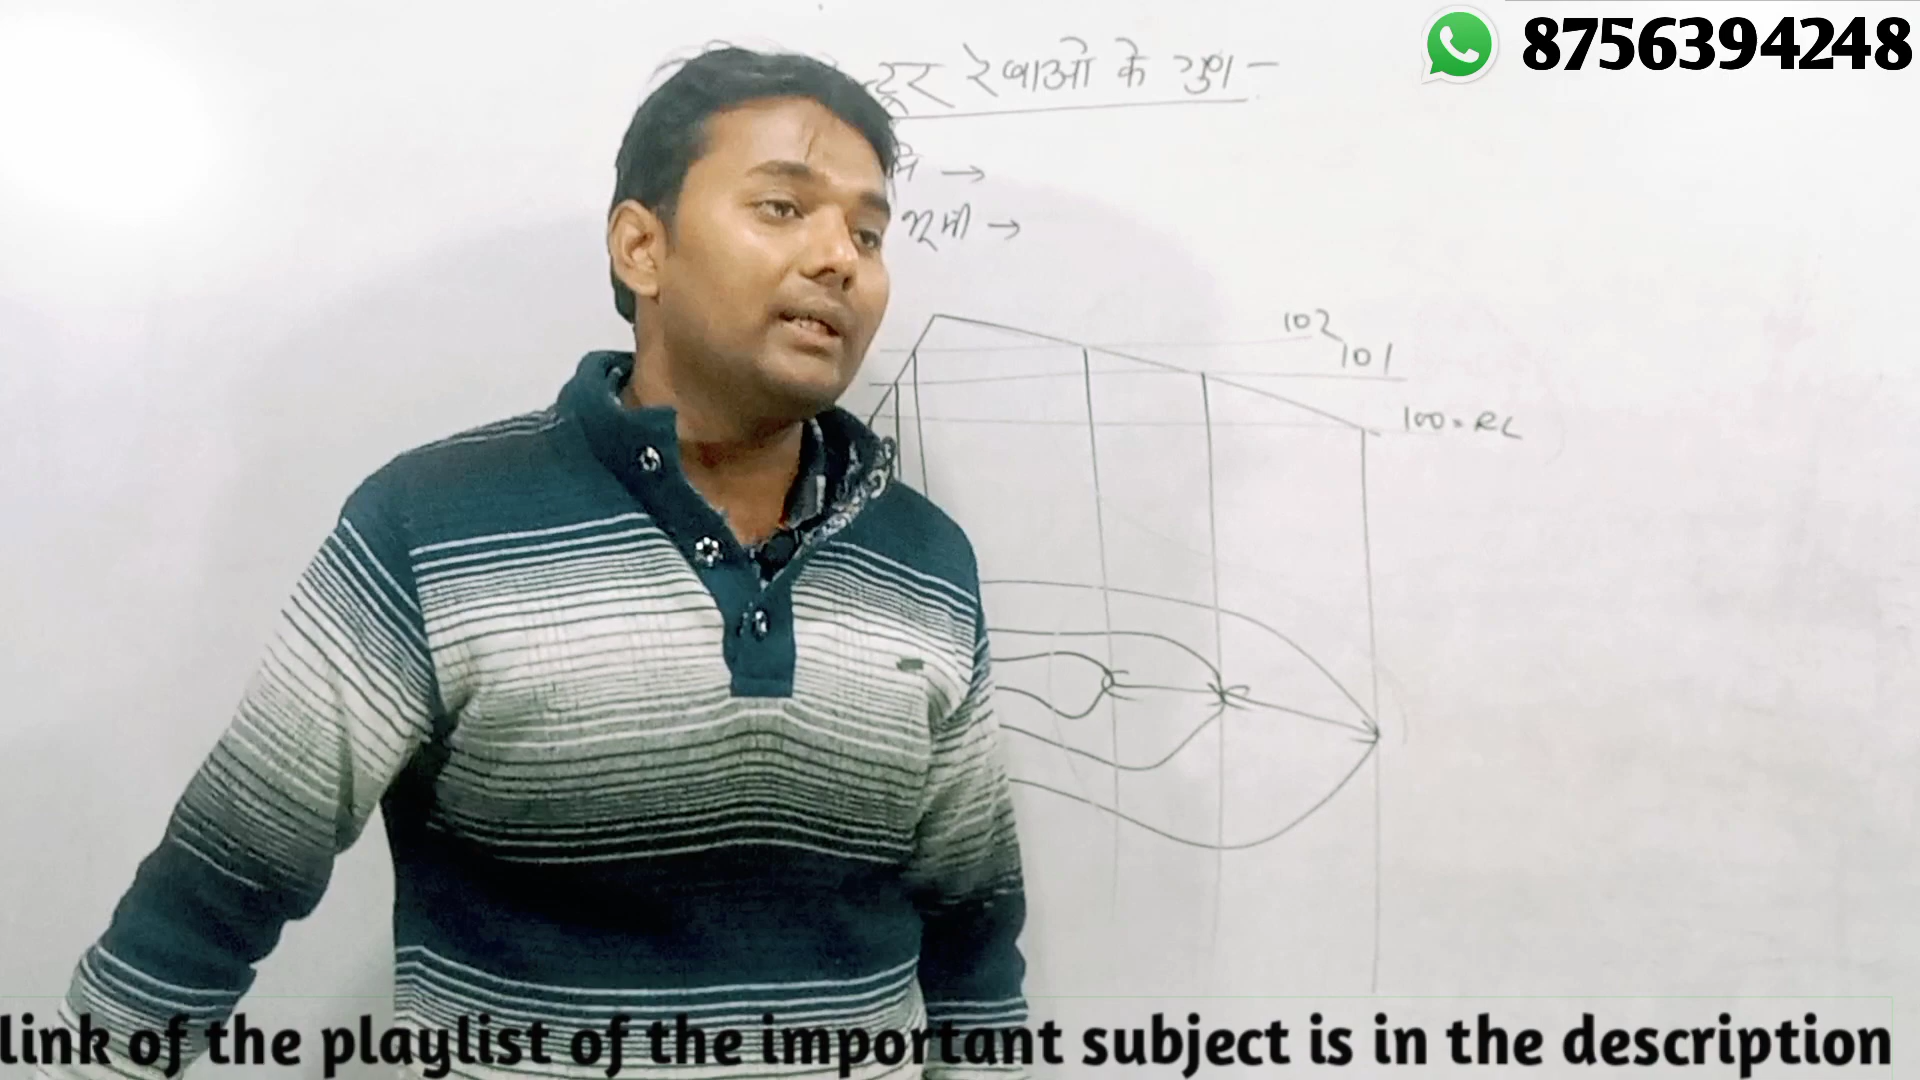 8756394248
रेखाओ के गुण -
→
भूमी →
102
101
100 = RL
link of the playlist of the important subject is in the description